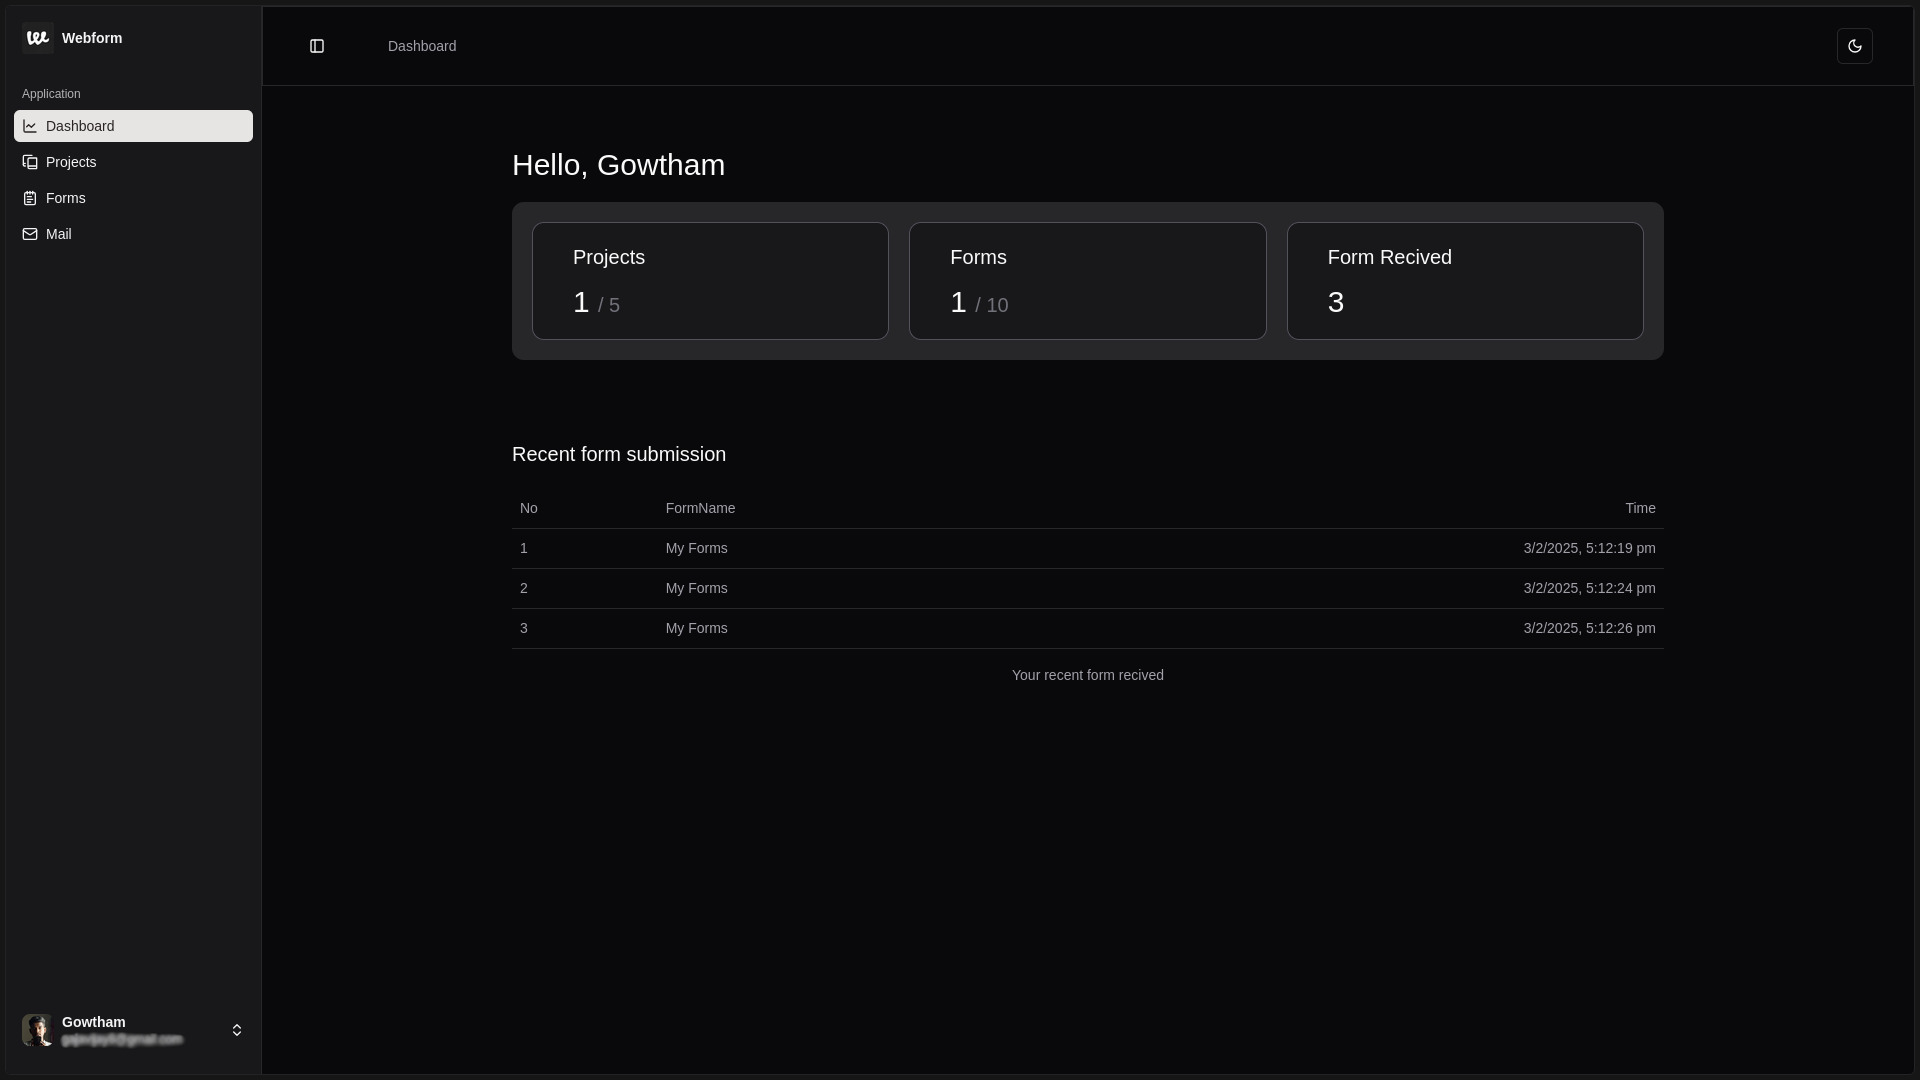 Webform
Application
Dashboard
Projects
Forms
Mail
Gowtham
Dashboard
Hello, Gowtham
Projects
1 / 5
Forms
1 / 10
Form Recived
3
Recent form submission
No FormName Time
1 My Forms 3/2/2025, 5:12:19 pm
2 My Forms 3/2/2025, 5:12:24 pm
3 My Forms 3/2/2025, 5:12:26 pm
Your recent form recived